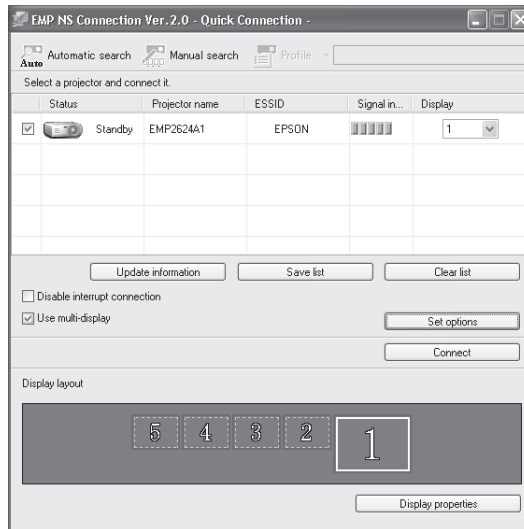 EMP NS Connection Ver.2.0 - Quick Connection -
Auto Automatic search Manual search Profile
Select a projector and connect it.
Status Projector name ESSID Signal in... Display
Standby EMP2624A1 EPSON 1
Update information Save list Clear list
Disable interrupt connection
Use multi-display
Set options
Connect
Display layout
5 4 3 2 1
Display properties